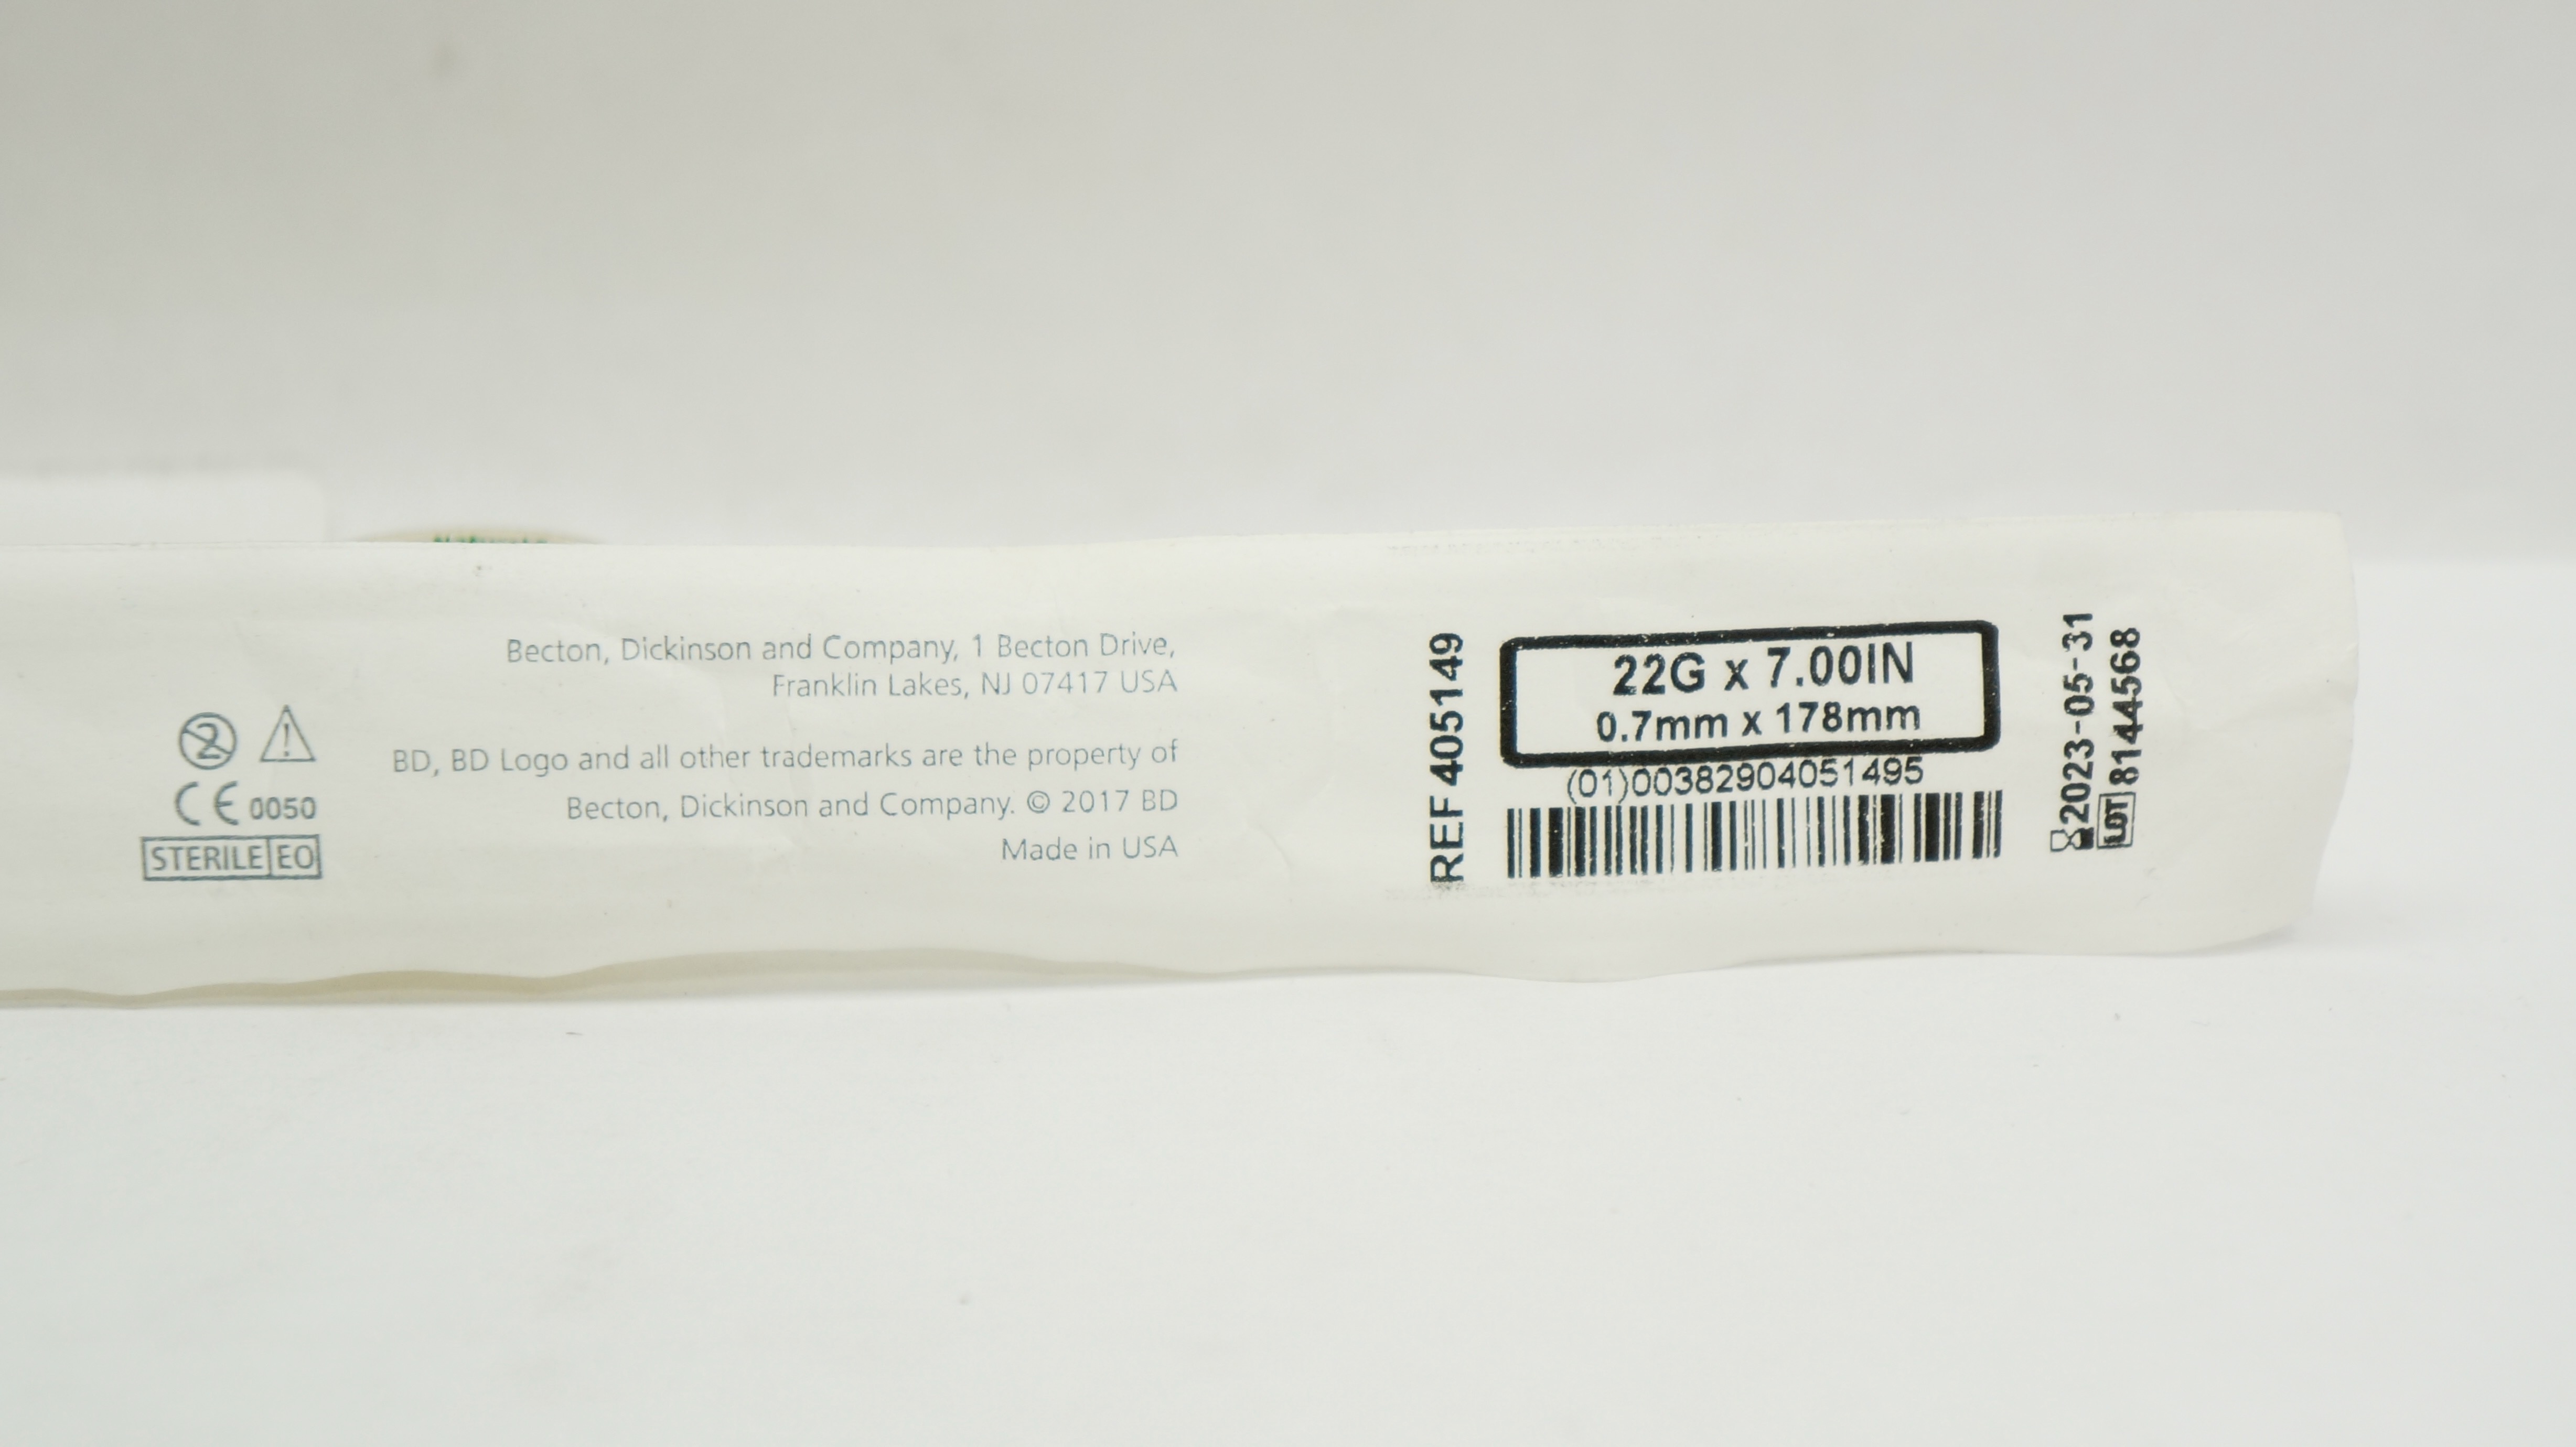 Becton, Dickinson and Company, 1 Becton Drive,
Franklin Lakes, NJ 07417 USA
BD, BD Logo and all other trademarks are the property of
Becton, Dickinson and Company. © 2017 BD
Made in USA
2
CE 0050
STERILE EO
REF 405149
22G x 7.00IN
0.7mm x 178mm
(01)00382904051495
2023-05-31
LOT 8144568